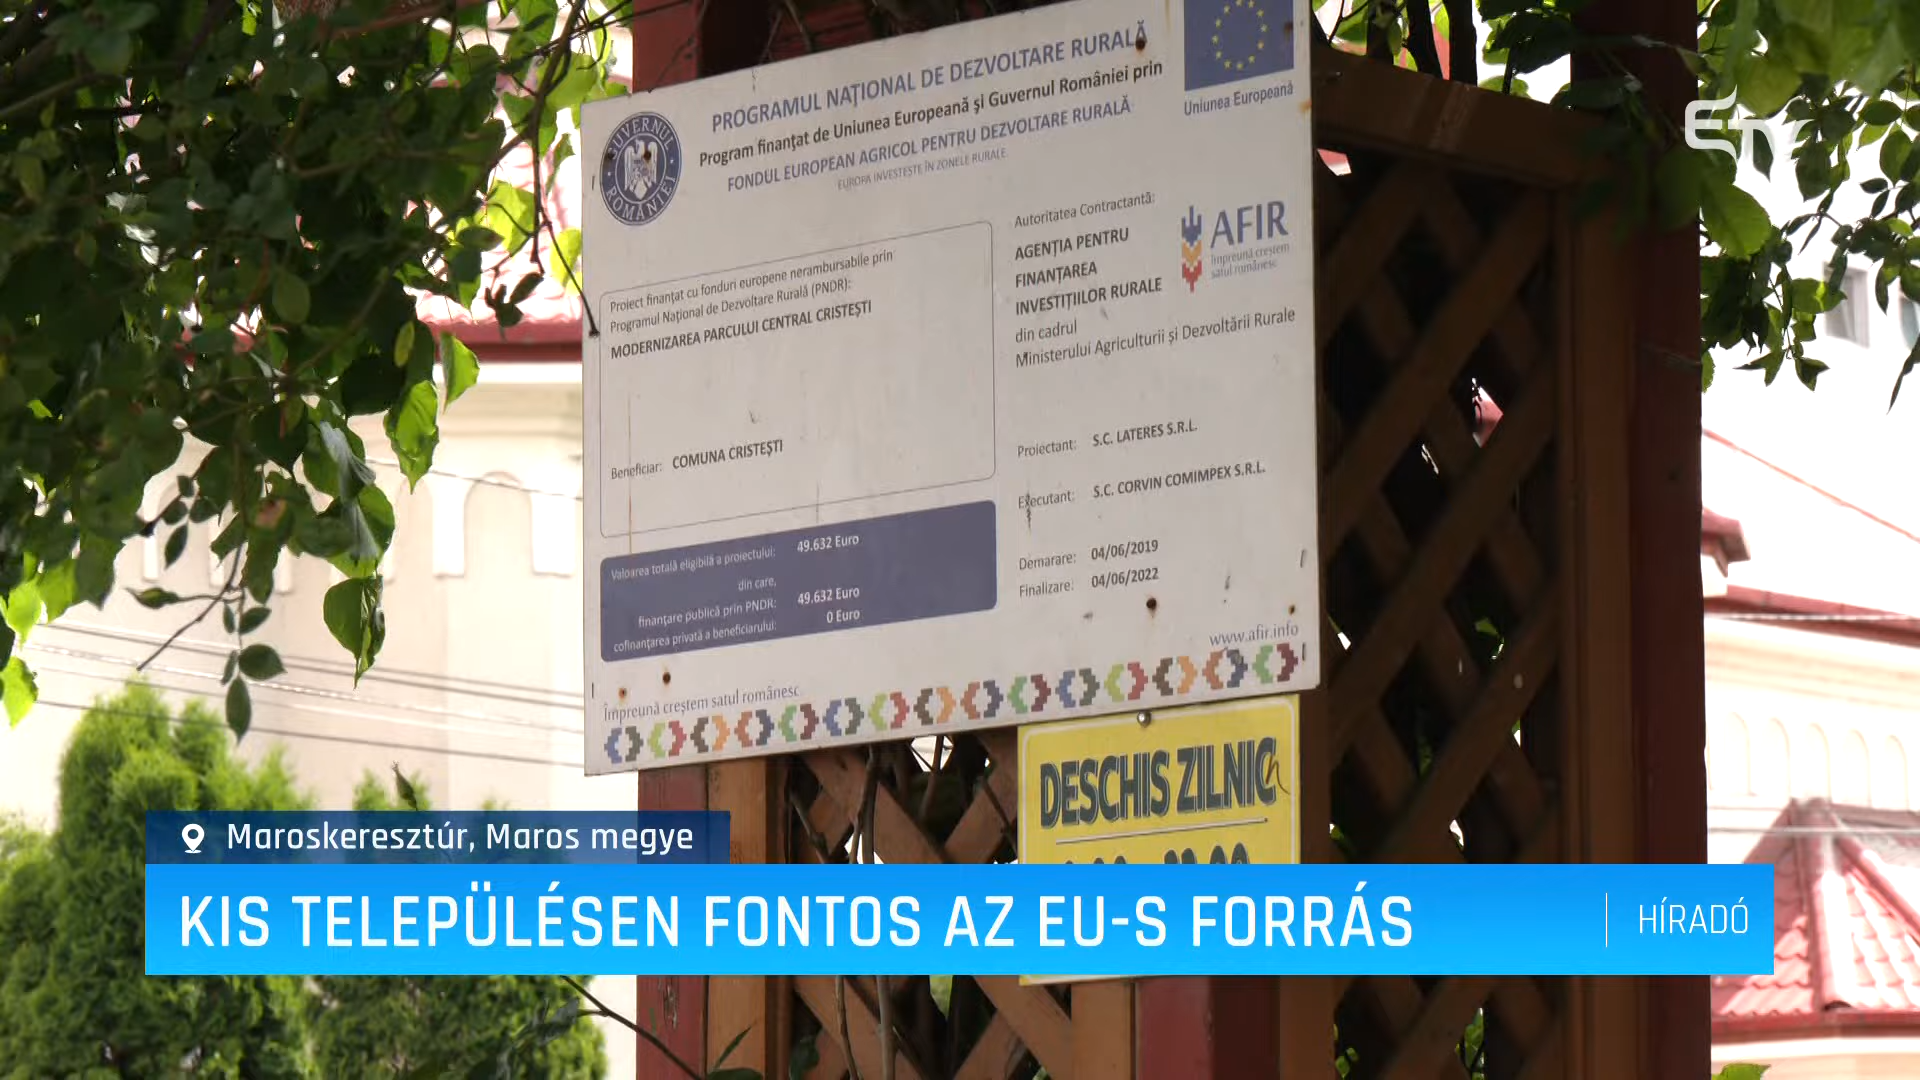 PROGRAMUL NAȚIONAL DE DEZVOLTARE RURALĂ
Program finanțat de Uniunea Europeană și Guvernul României prin
FONDUL EUROPEAN AGRICOL PENTRU DEZVOLTARE RURALĂ
EUROPA INVESTEȘTE ÎN ZONELE RURALE
GUVERNUL ROMÂNIEI
Uniunea Europeană
ETV
Proiect finanțat cu fonduri europene nerambursabile prin
Programul Național de Dezvoltare Rurală (PNDR):
MODERNIZAREA PARCULUI CENTRAL CRISTEȘTI
Beneficiar: COMUNA CRISTEȘTI
Autoritatea Contractantă:
AGENȚIA PENTRU
FINANȚAREA
INVESTIȚIILOR RURALE
din cadrul
Ministerului Agriculturii și Dezvoltării Rurale
AFIR
Împreună creștem
satul românesc
Proiectant: S.C. LATERES S.R.L.
Executant: S.C. CORVIN COMIMPEX S.R.L.
Demarare: 04/06/2019
Finalizare: 04/06/2022
Valoarea totală eligibilă a proiectului: 49.632 Euro
din care,
finanțare publică prin PNDR: 49.632 Euro
cofinanțarea privată a beneficiarului: 0 Euro
www.afir.info
Împreună creștem satul românesc
DESCHIS ZILNIC
Maroskeresztúr, Maros megye
KIS TELEPÜLÉSEN FONTOS AZ EU-S FORRÁS
HÍRADÓ